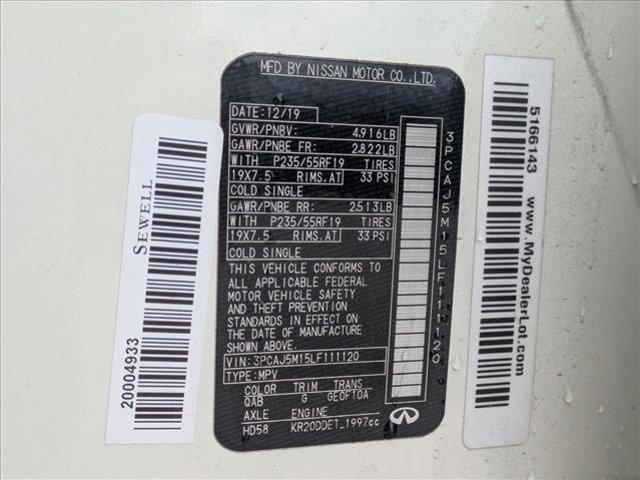 MFD BY NISSAN MOTOR CO.,LTD.
DATE: 12/19
GVWR/PNBV: 4,916LB
GAWR/PNBE FR: 2,822LB
WITH P235/55RF19 TIRES
19X7.5 RIMS,AT 33 PSI
COLD SINGLE
GAWR/PNBE RR: 2,513LB
WITH P235/55RF19 TIRES
19X7.5 RIMS,AT 33 PSI
COLD SINGLE
THIS VEHICLE CONFORMS TO
ALL APPLICABLE FEDERAL
MOTOR VEHICLE SAFETY
AND THEFT PREVENTION
STANDARDS IN EFFECT ON
THE DATE OF MANUFACTURE
SHOWN ABOVE.
VIN: 3PCAJ5M15LF111120
TYPE: MPV
COLOR TRIM TRANS
QAB G GE0F10A
AXLE ENGINE
HD58 KR20DDET 1997cc
3PCAJ5M15LF111120
SEWELL
20004933
5166143
www.MyDealerLot.com